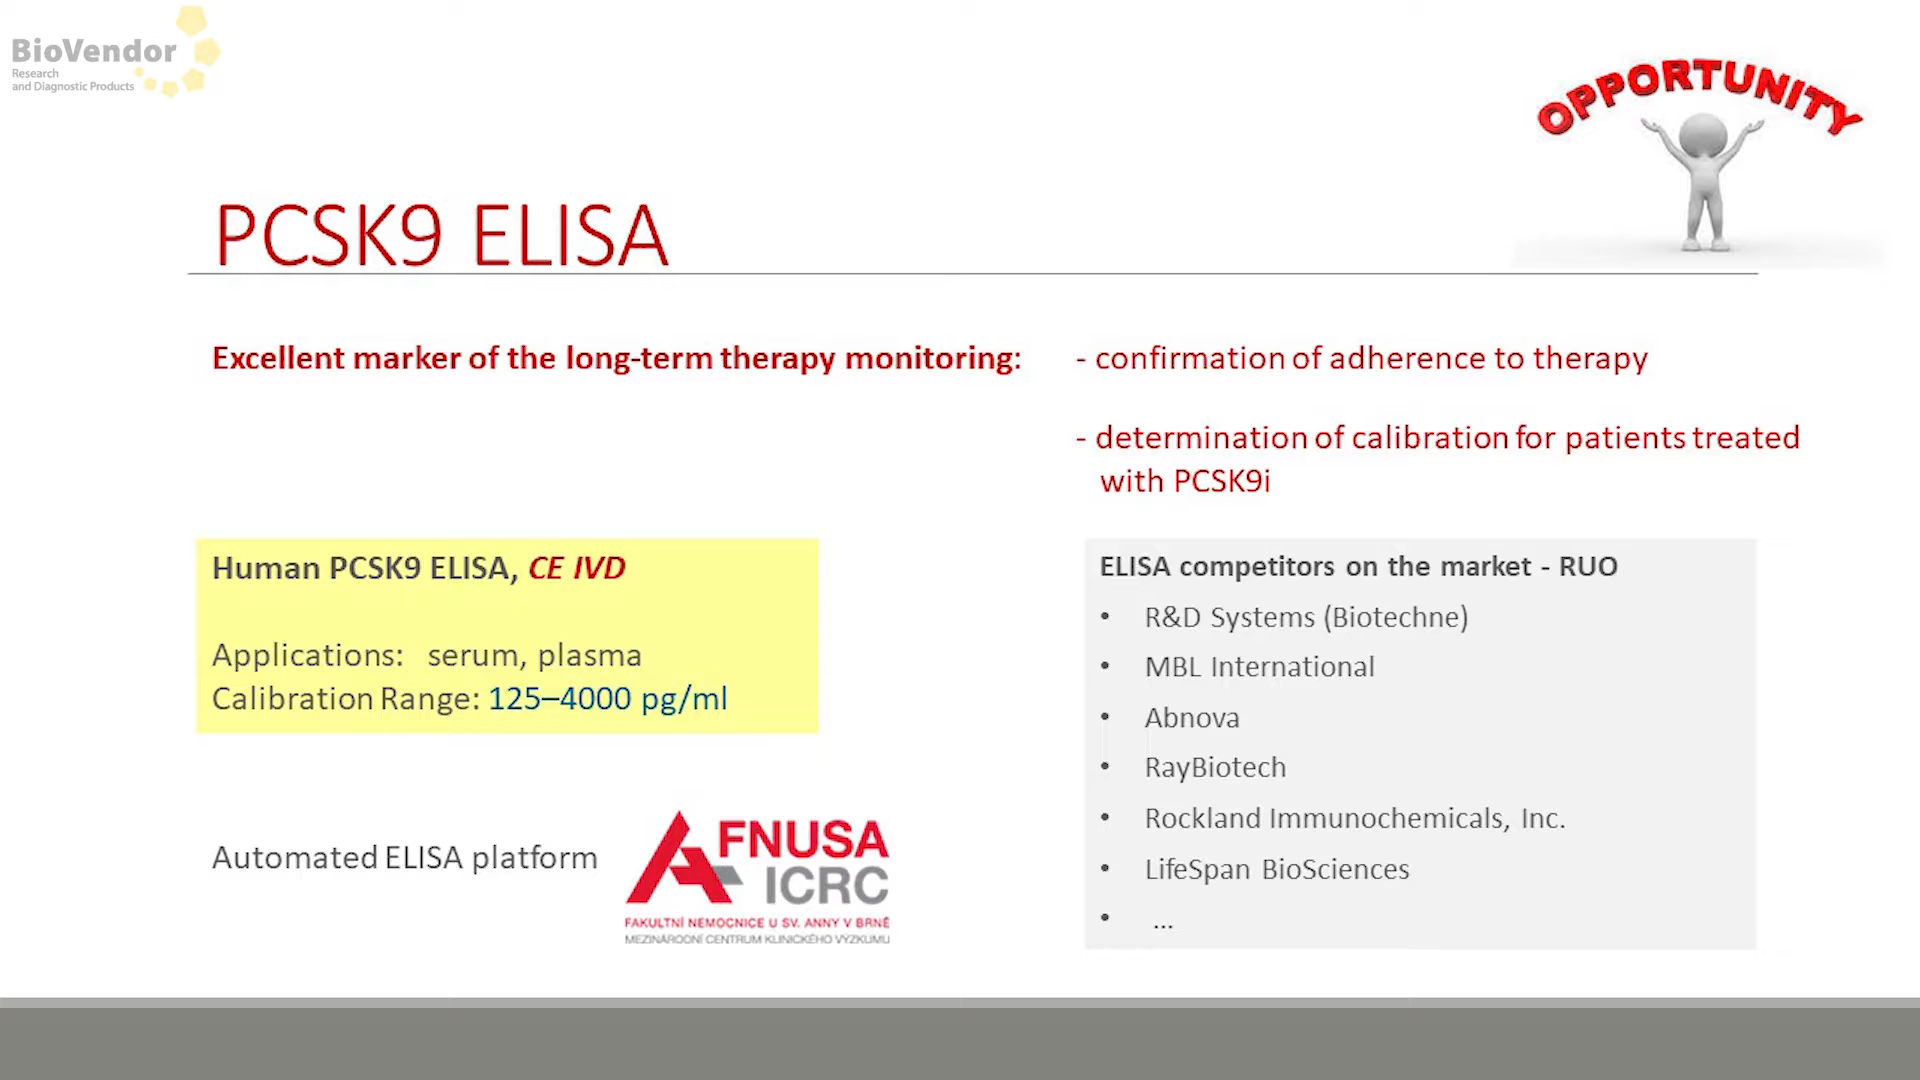 BioVendor
Research
and Diagnostic Products
OPPORTUNITY
PCSK9 ELISA
Excellent marker of the long-term therapy monitoring:
- confirmation of adherence to therapy
- determination of calibration for patients treated
with PCSK9i
Human PCSK9 ELISA, CE IVD
Applications: serum, plasma
Calibration Range: 125–4000 pg/ml
Automated ELISA platform
FNUSA
ICRC
FAKULTNÍ NEMOCNICE U SV. ANNY V BRNĚ
MEZINÁRODNÍ CENTRUM KLINICKÉHO VÝZKUMU
ELISA competitors on the market - RUO
• R&D Systems (Biotechne)
• MBL International
• Abnova
• RayBiotech
• Rockland Immunochemicals, Inc.
• LifeSpan BioSciences
• ...